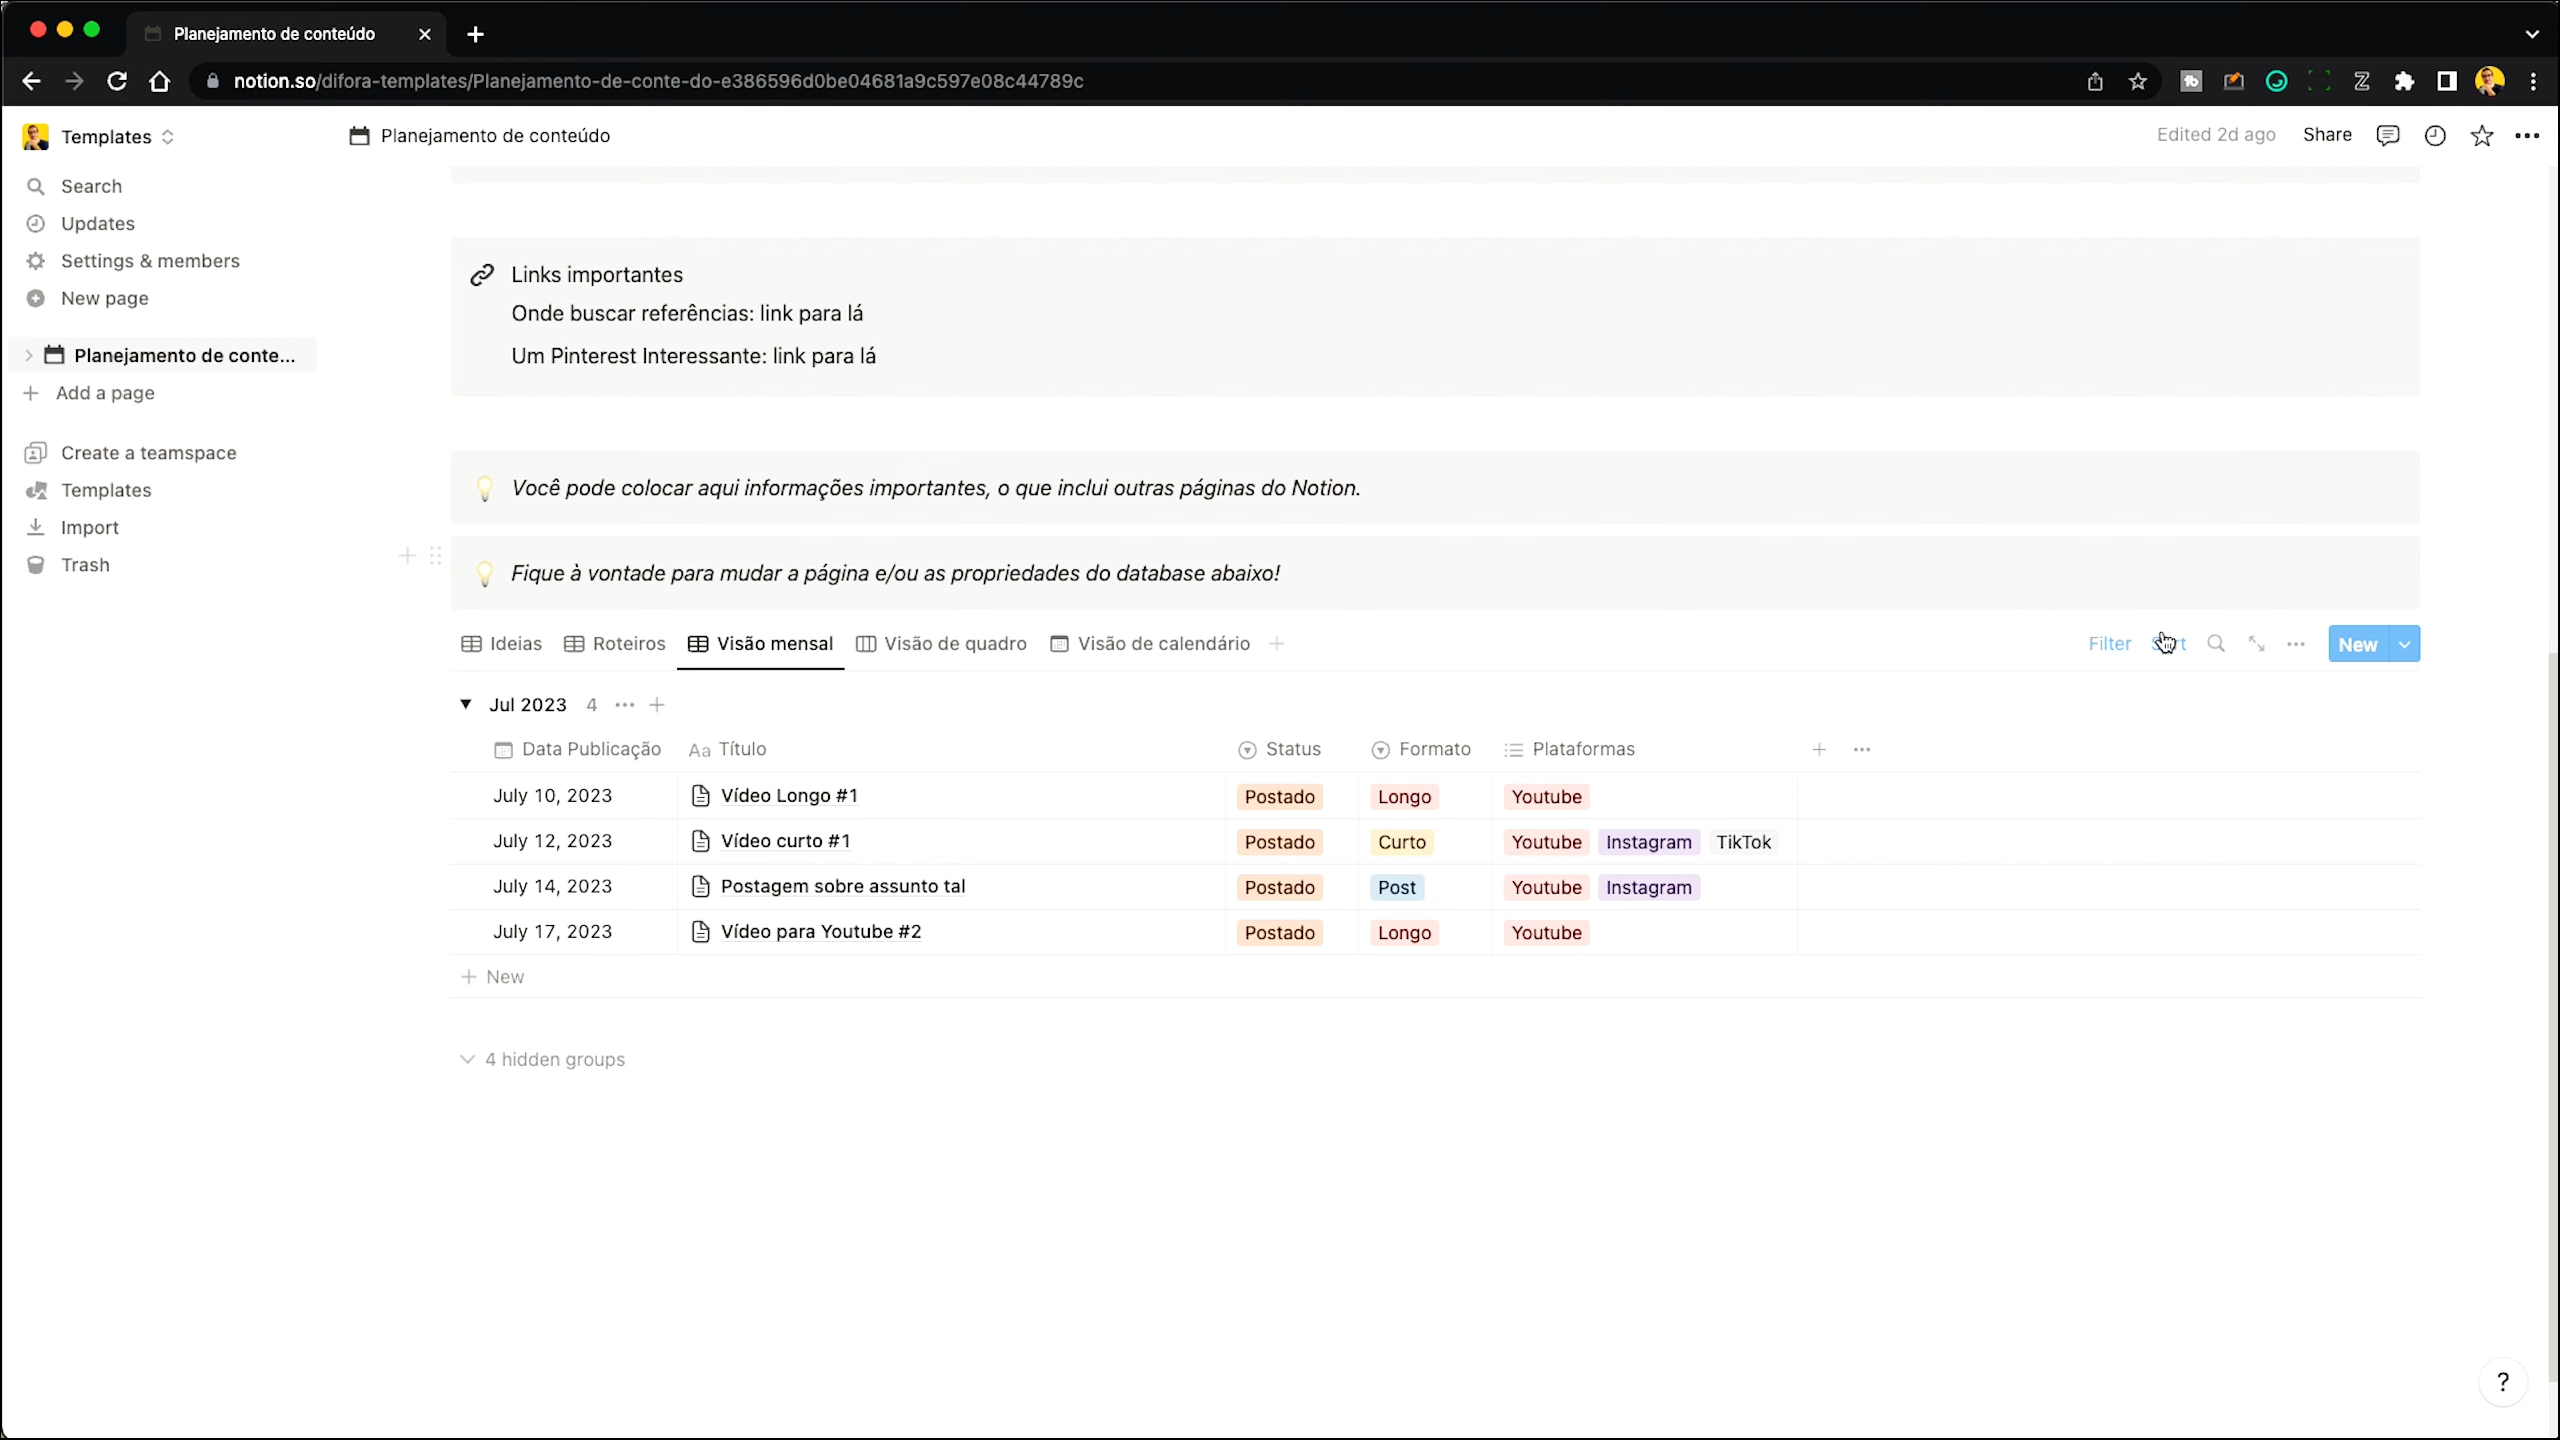 Planejamento de conteúdo
notion.so/difora-templates/Planejamento-de-conte-do-e386596d0be04681a9c597e08c44789c
Templates
Planejamento de conteúdo
Edited 2d ago
Share
Search
Updates
Settings & members
New page
Planejamento de conte...
Add a page
Create a teamspace
Templates
Import
Trash
Links importantes
Onde buscar referências: link para lá
Um Pinterest Interessante: link para lá
Você pode colocar aqui informações importantes, o que inclui outras páginas do Notion.
Fique à vontade para mudar a página e/ou as propriedades do database abaixo!
Ideias Roteiros Visão mensal Visão de quadro Visão de calendário
Filter
New
Jul 2023 4
Data Publicação Aa Título Status Formato Plataformas
July 10, 2023 Vídeo Longo #1 Postado Longo Youtube
July 12, 2023 Vídeo curto #1 Postado Curto Youtube Instagram TikTok
July 14, 2023 Postagem sobre assunto tal Postado Post Youtube Instagram
July 17, 2023 Vídeo para Youtube #2 Postado Longo Youtube
+ New
4 hidden groups
?